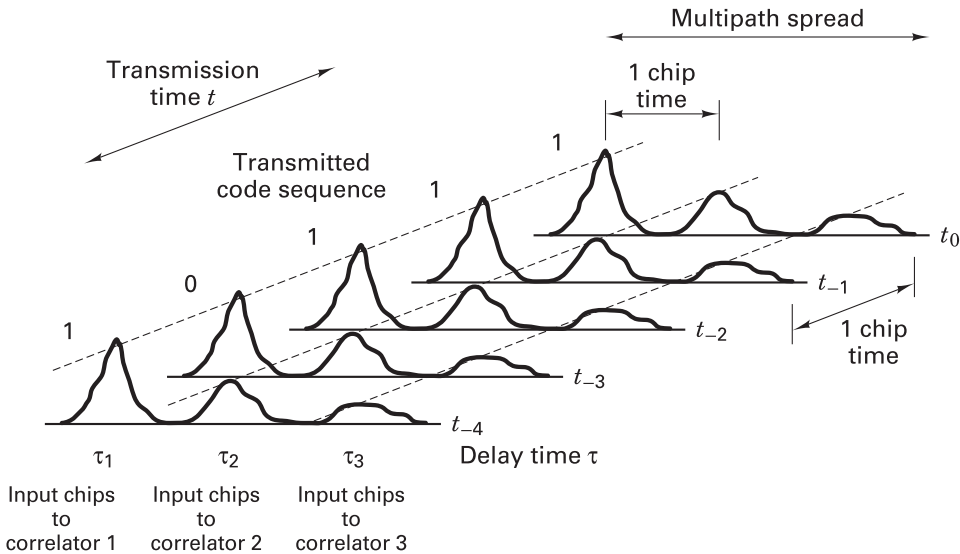 Multipath spread
Transmission
time t
1 chip
time
Transmitted
code sequence
1
1
1
0
1
t₀
t₋₁
t₋₂
t₋₃
t₋₄
1 chip
time
τ₁
τ₂
τ₃
Delay time τ
Input chips
to
correlator 1
Input chips
to
correlator 2
Input chips
to
correlator 3